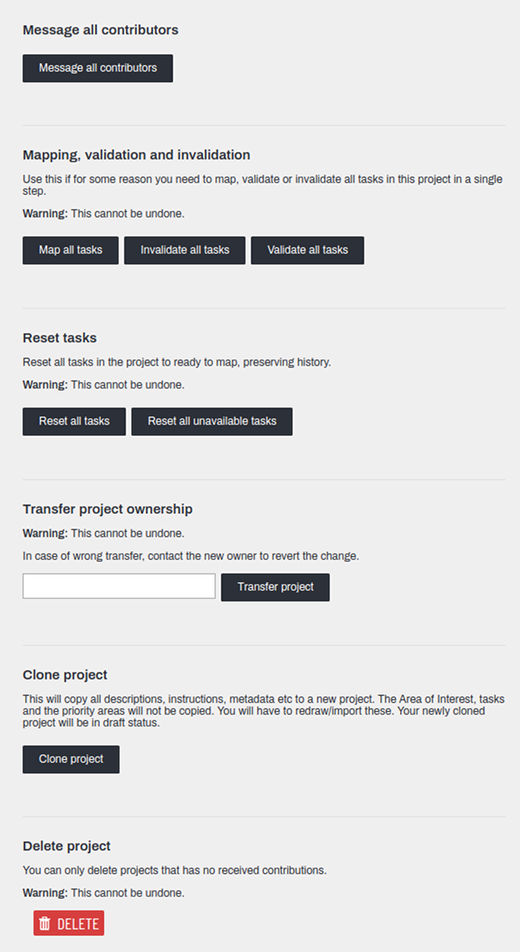 Message all contributors
Message all contributors
Mapping, validation and invalidation
Use this if for some reason you need to map, validate or invalidate all tasks in this project in a single
step.
Warning: This cannot be undone.
Map all tasks Invalidate all tasks Validate all tasks
Reset tasks
Reset all tasks in the project to ready to map, preserving history.
Warning: This cannot be undone.
Reset all tasks Reset all unavailable tasks
Transfer project ownership
Warning: This cannot be undone.
In case of wrong transfer, contact the new owner to revert the change.
Transfer project
Clone project
This will copy all descriptions, instructions, metadata etc to a new project. The Area of Interest, tasks
and the priority areas will not be copied. You will have to redraw/import these. Your newly cloned
project will be in draft status.
Clone project
Delete project
You can only delete projects that has no received contributions.
Warning: This cannot be undone.
DELETE